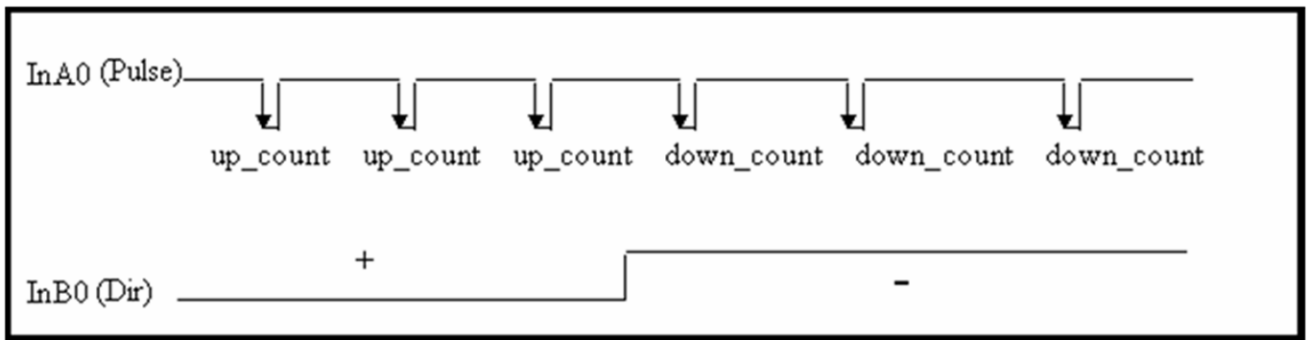 InA0 (Pulse)
up_count up_count up_count down_count down_count down_count
+
InB0 (Dir)
-